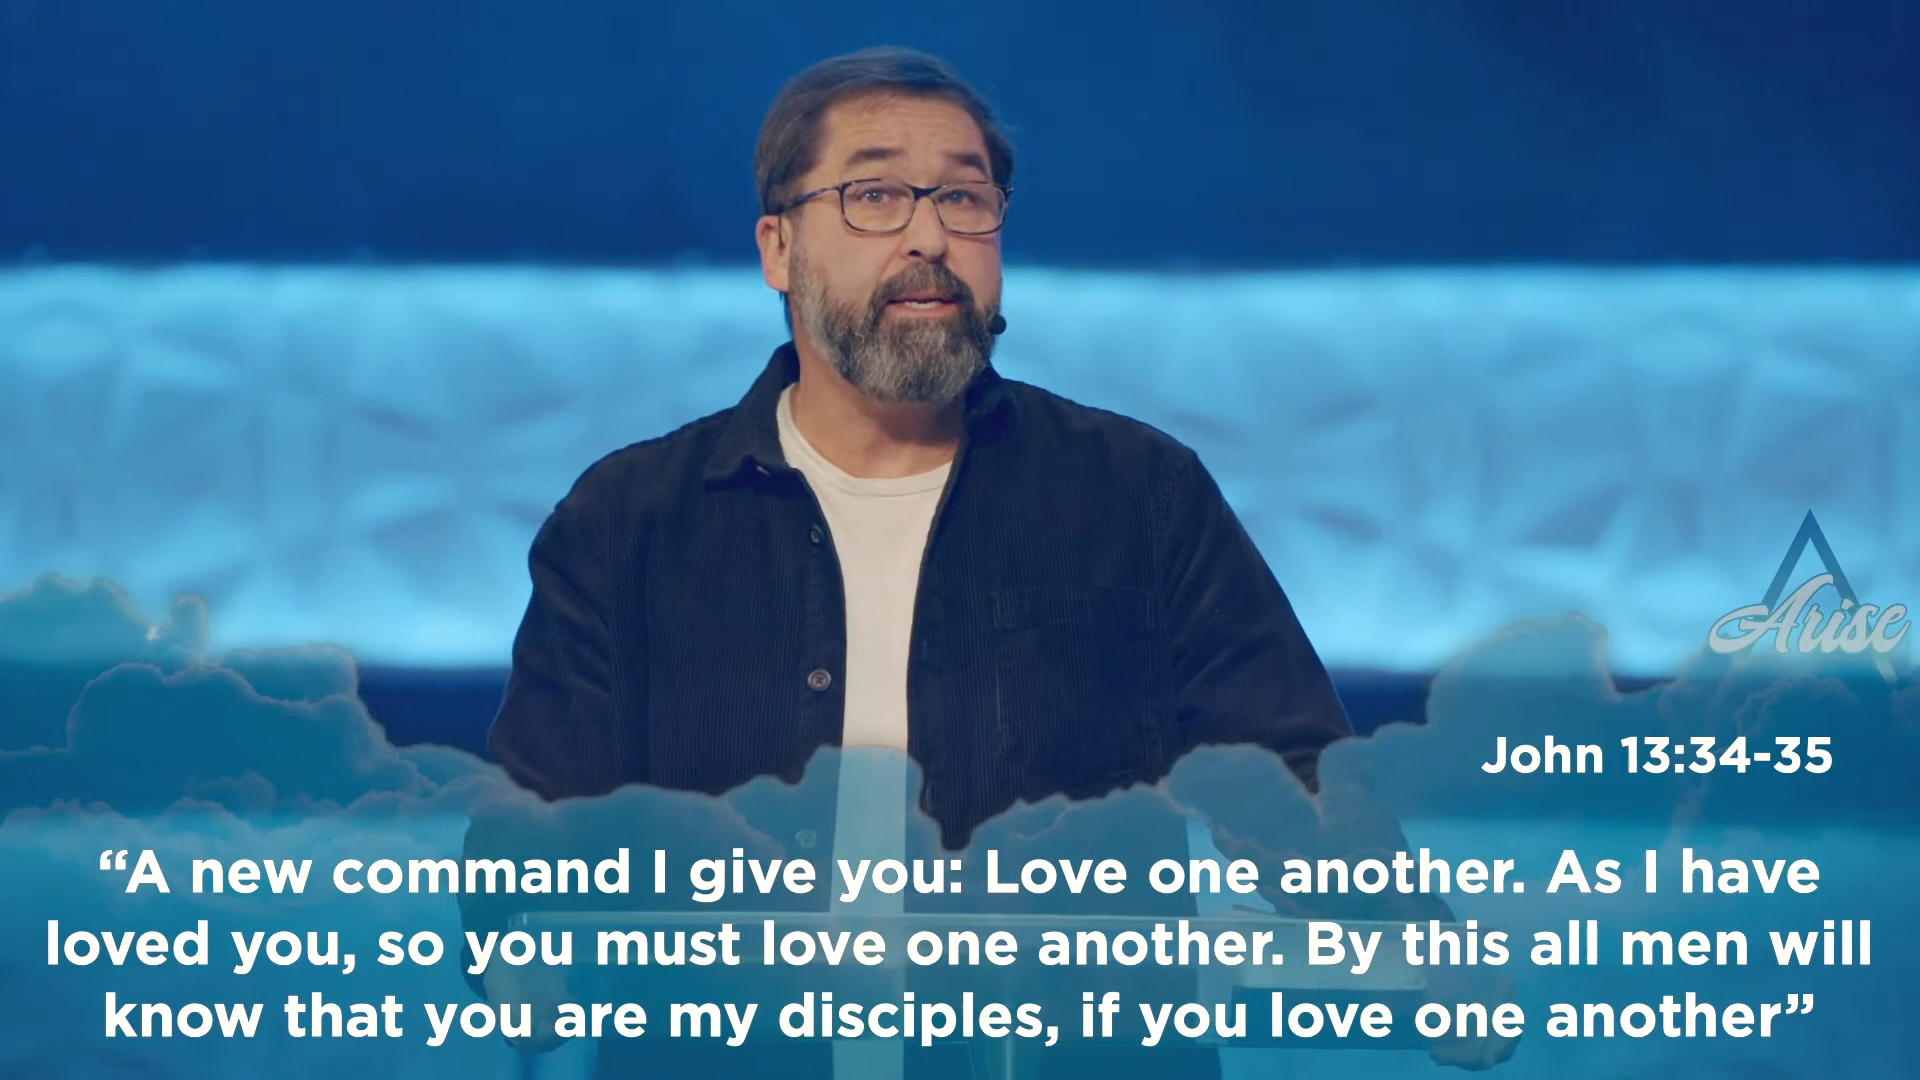 Arise
John 13:34-35
“A new command I give you: Love one another. As I have
loved you, so you must love one another. By this all men will
know that you are my disciples, if you love one another”